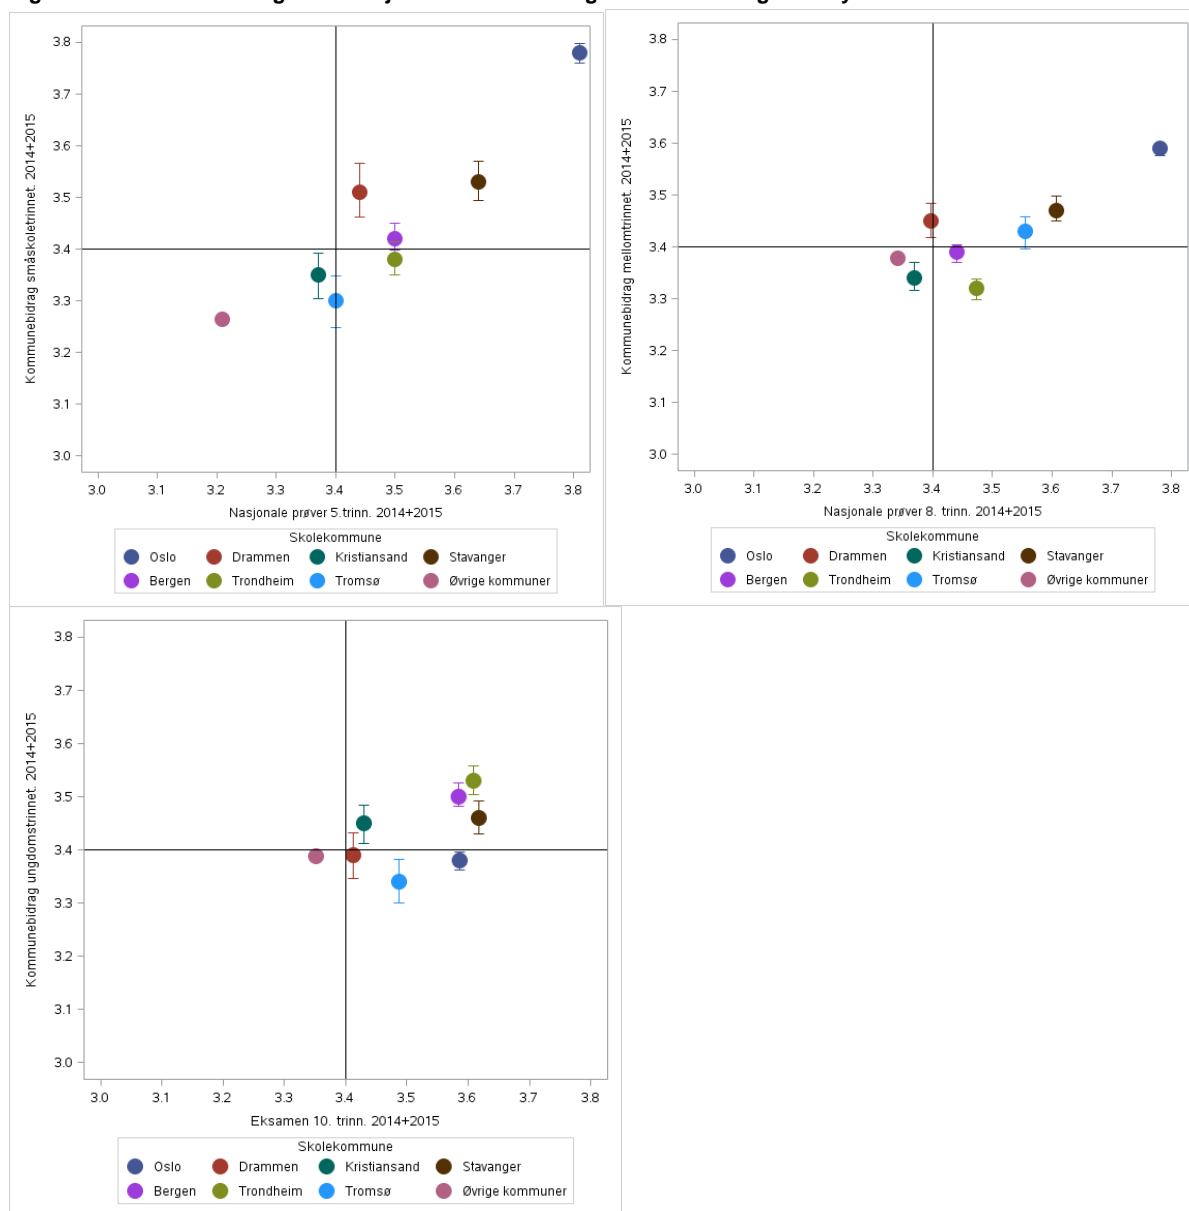 3.8
3.7
3.6
3.5
3.4
3.3
3.2
3.1
3.0
Kommunebidrag småskoletrinnet. 2014+2015
3.0 3.1 3.2 3.3 3.4 3.5 3.6 3.7 3.8
Nasjonale prøver 5.trinn. 2014+2015
Skolekommune
Oslo Drammen Kristiansand Stavanger
Bergen Trondheim Tromsø Øvrige kommuner
3.8
3.7
3.6
3.5
3.4
3.3
3.2
3.1
3.0
Kommunebidrag mellomtrinnet. 2014+2015
3.0 3.1 3.2 3.3 3.4 3.5 3.6 3.7 3.8
Nasjonale prøver 8. trinn. 2014+2015
Skolekommune
Oslo Drammen Kristiansand Stavanger
Bergen Trondheim Tromsø Øvrige kommuner
3.8
3.7
3.6
3.5
3.4
3.3
3.2
3.1
3.0
Kommunebidrag ungdomstrinnet. 2014+2015
3.0 3.1 3.2 3.3 3.4 3.5 3.6 3.7 3.8
Eksamen 10. trinn. 2014+2015
Skolekommune
Oslo Drammen Kristiansand Stavanger
Bergen Trondheim Tromsø Øvrige kommuner